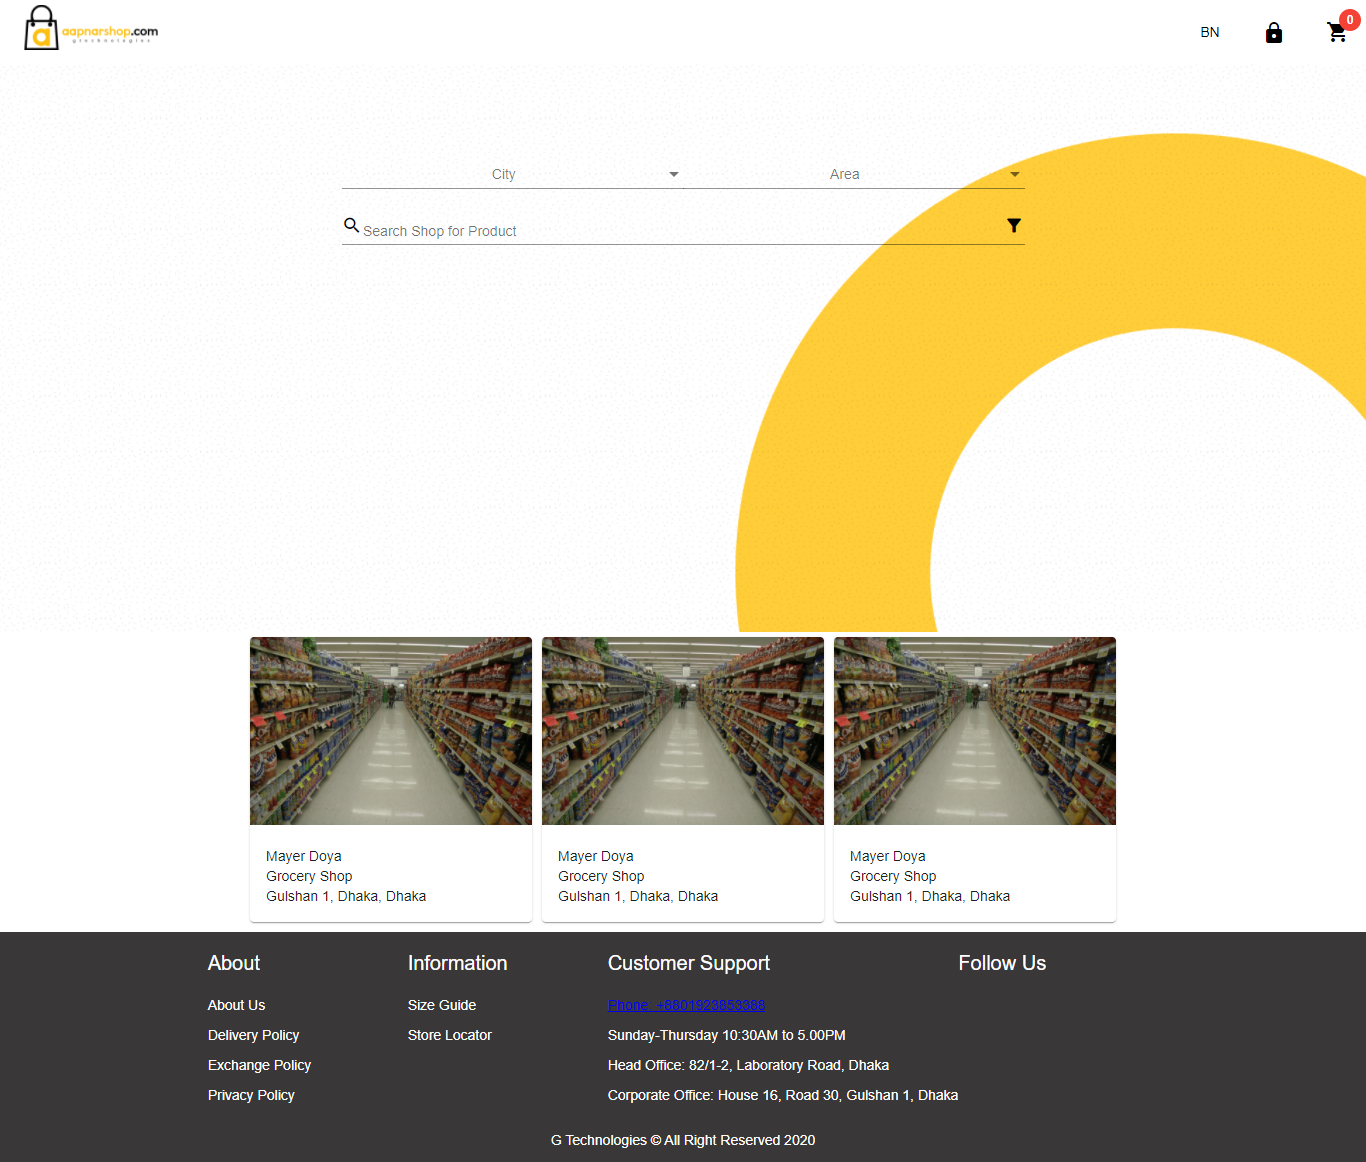 aapnarshop.com
gtechnologies
BN
0
City
Area
Search Shop for Product
Mayer Doya
Grocery Shop
Gulshan 1, Dhaka, Dhaka
Mayer Doya
Grocery Shop
Gulshan 1, Dhaka, Dhaka
Mayer Doya
Grocery Shop
Gulshan 1, Dhaka, Dhaka
About
About Us
Delivery Policy
Exchange Policy
Privacy Policy
Information
Size Guide
Store Locator
Customer Support
Phone: +8801923853388
Sunday-Thursday 10:30AM to 5.00PM
Head Office: 82/1-2, Laboratory Road, Dhaka
Corporate Office: House 16, Road 30, Gulshan 1, Dhaka
Follow Us
G Technologies © All Right Reserved 2020